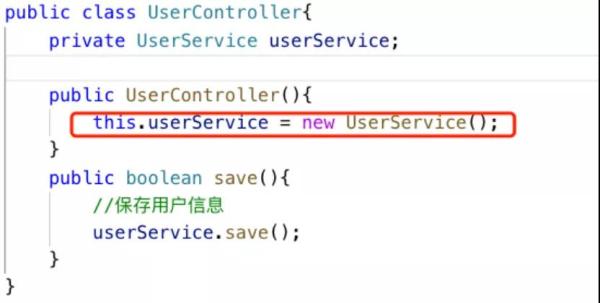 public class UserController{
    private UserService userService;

    public UserController(){
        this.userService = new UserService();
    }
    public boolean save(){
        //保存用户信息
        userService.save();
    }
}